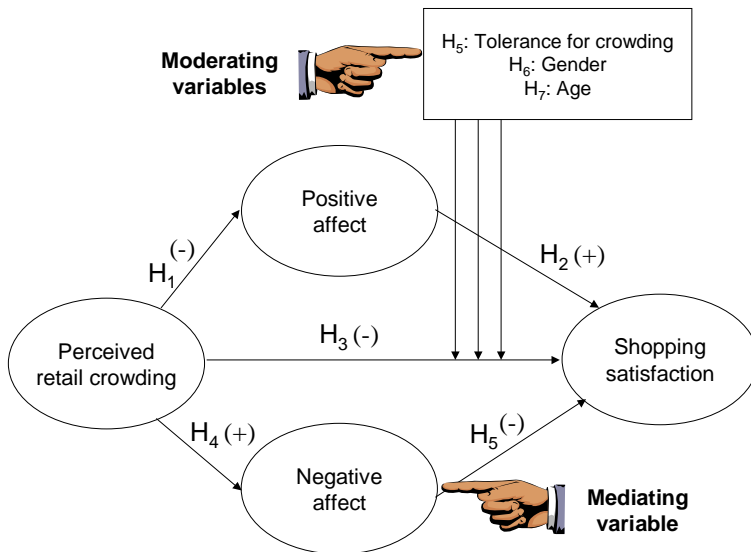 Moderating
variables
H₅: Tolerance for crowding
H₆: Gender
H₇: Age
Positive
affect
(-)
H₁
H₂ (+)
H₃ (-)
Perceived
retail crowding
Shopping
satisfaction
H₄ (+)
H₅ (-)
Negative
affect
Mediating
variable